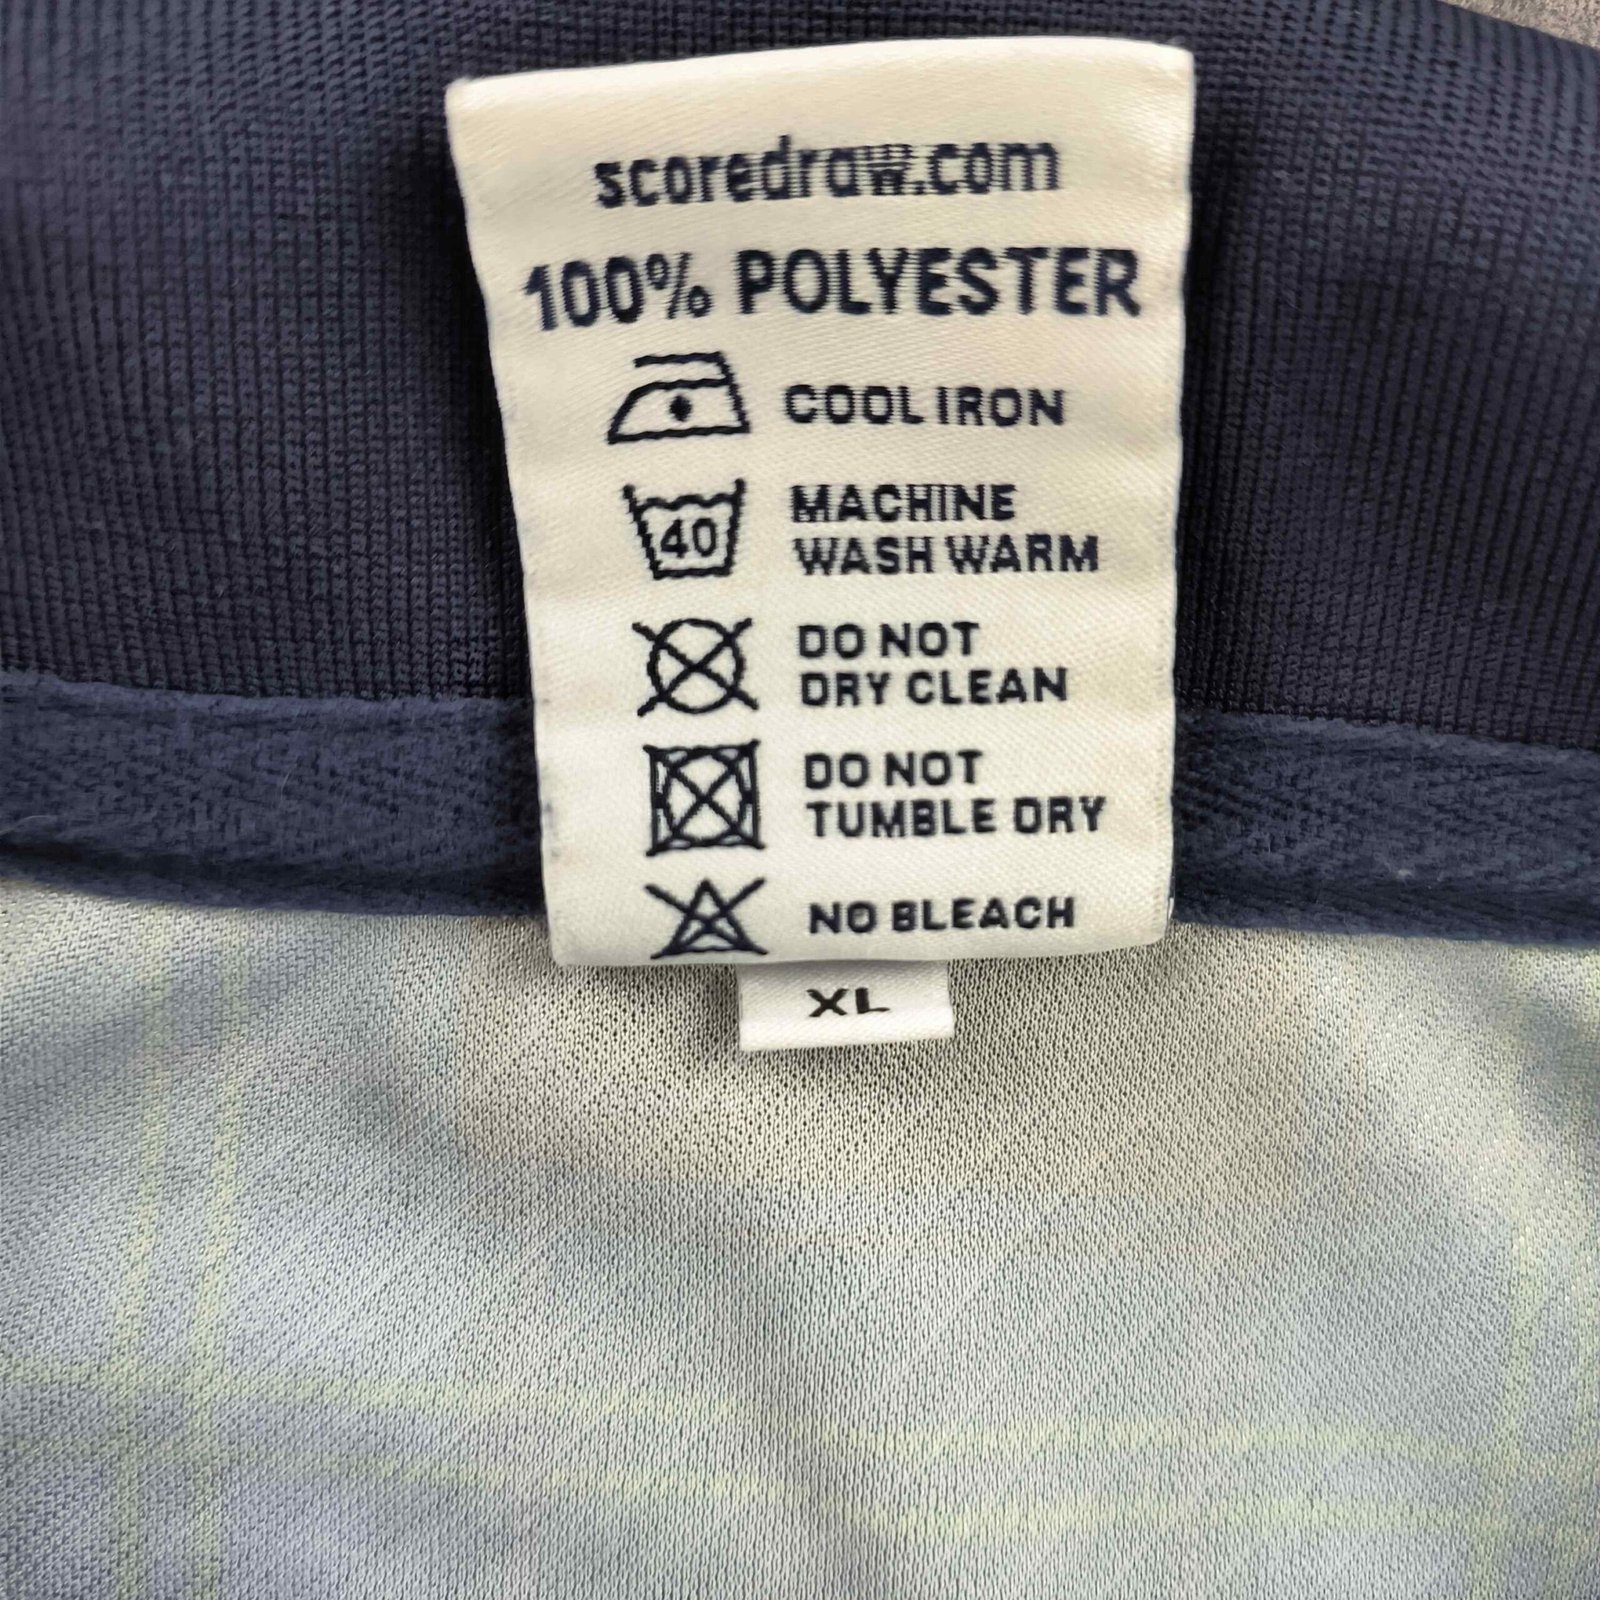 scoredraw.com
100% POLYESTER
COOL IRON
40
MACHINE
WASH WARM
DO NOT
DRY CLEAN
DO NOT
TUMBLE DRY
NO BLEACH
XL